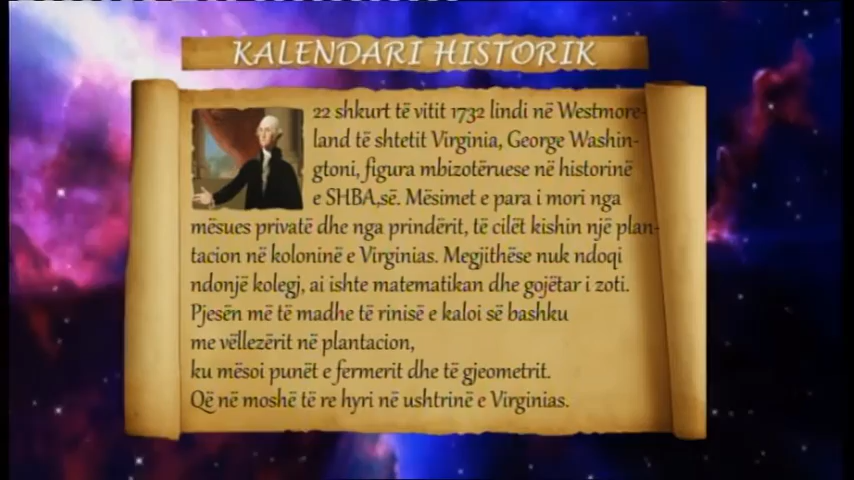 KALENDARI HISTORIK
22 shkurt të vitit 1732 lindi në Westmore-
land të shtetit Virginia, George Washin-
gtoni, figura mbizotëruese në historinë
e SHBA,së. Mësimet e para i mori nga
mësues privatë dhe nga prindërit, të cilët kishin një plan-
tacion në koloninë e Virginias. Megjithëse nuk ndoqi
ndonjë kolegj, ai ishte matematikan dhe gojëtar i zoti.
Pjesën më të madhe të rinisë e kaloi së bashku
me vëllezërit në plantacion,
ku mësoi punët e fermerit dhe të gjeometrit.
Që në moshë të re hyri në ushtrinë e Virginias.